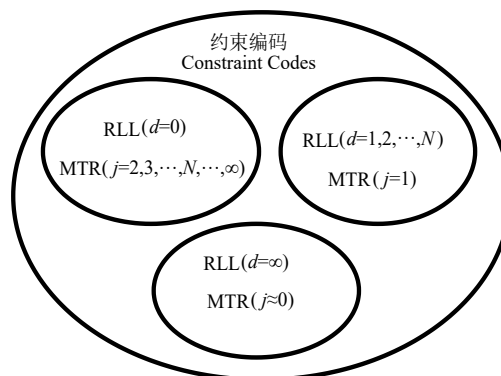 约束编码
Constraint Codes
RLL(d=0)
MTR(j=2,3,⋯,N,⋯,∞)
RLL(d=1,2,⋯,N)
MTR(j=1)
RLL(d=∞)
MTR(j≈0)